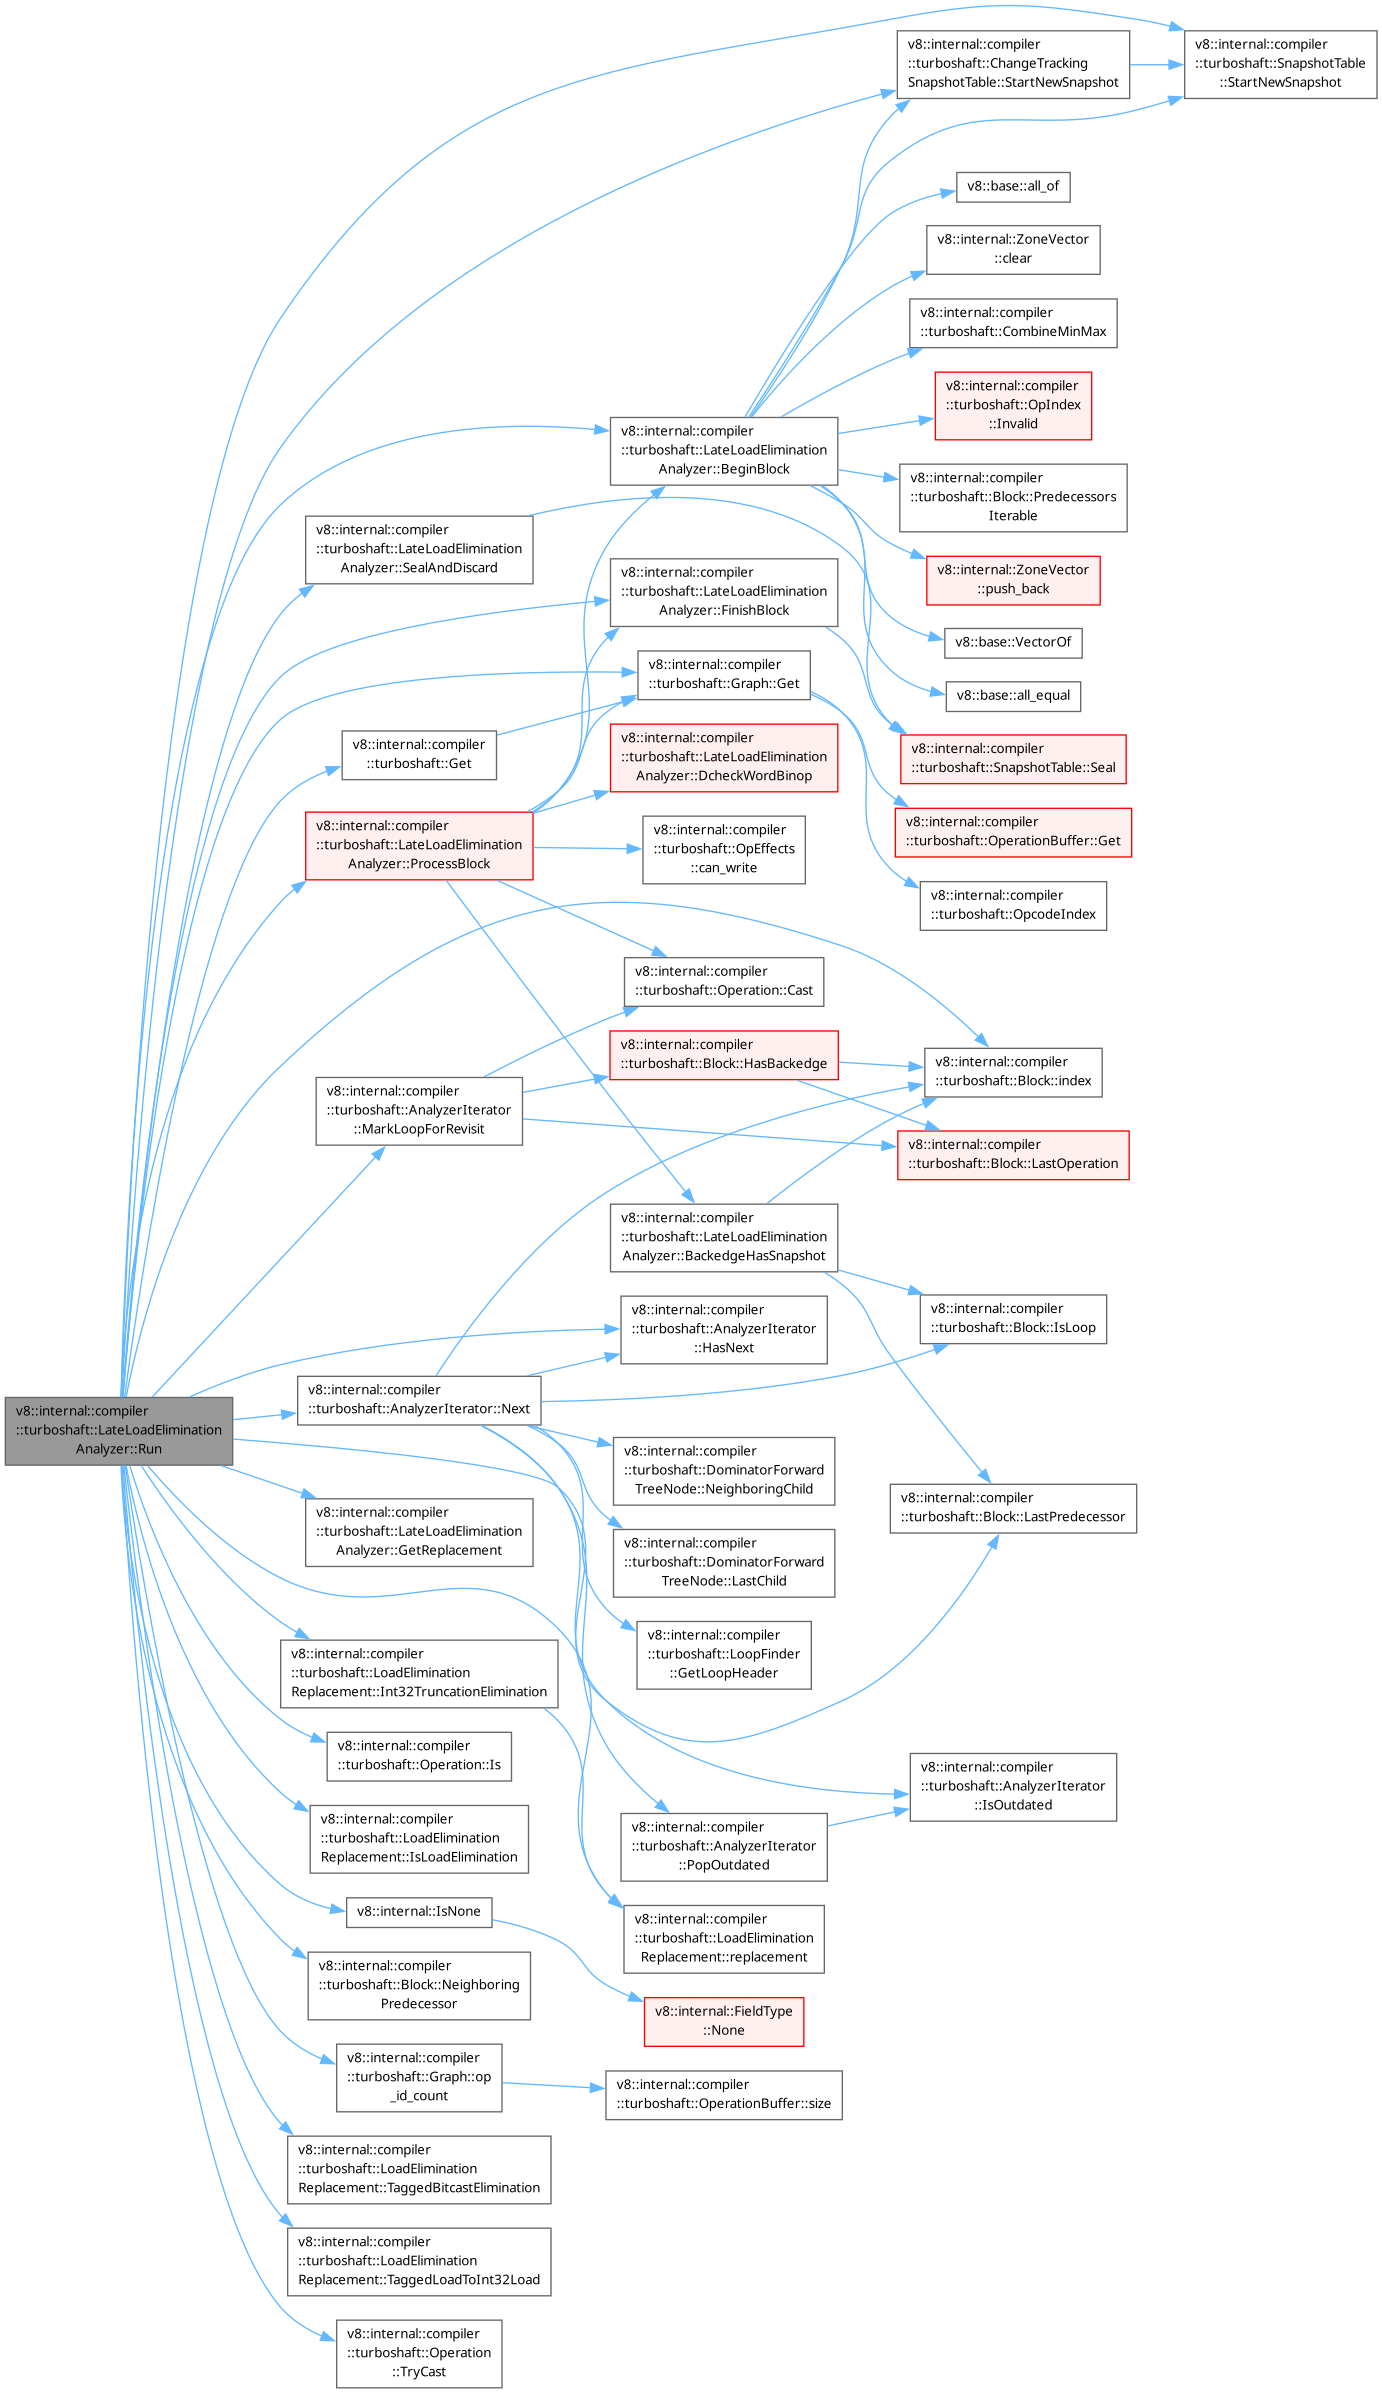 v8::internal::compiler
::turboshaft::LateLoadElimination
Analyzer::Run
v8::internal::compiler
::turboshaft::LateLoadElimination
Analyzer::SealAndDiscard
v8::internal::compiler
::turboshaft::Get
v8::internal::compiler
::turboshaft::LateLoadElimination
Analyzer::ProcessBlock
v8::internal::compiler
::turboshaft::AnalyzerIterator
::MarkLoopForRevisit
v8::internal::compiler
::turboshaft::AnalyzerIterator::Next
v8::internal::compiler
::turboshaft::LateLoadElimination
Analyzer::GetReplacement
v8::internal::compiler
::turboshaft::LoadElimination
Replacement::Int32TruncationElimination
v8::internal::compiler
::turboshaft::Operation::Is
v8::internal::compiler
::turboshaft::LoadElimination
Replacement::IsLoadElimination
v8::internal::IsNone
v8::internal::compiler
::turboshaft::Block::Neighboring
Predecessor
v8::internal::compiler
::turboshaft::Graph::op
_id_count
v8::internal::compiler
::turboshaft::LoadElimination
Replacement::TaggedBitcastElimination
v8::internal::compiler
::turboshaft::LoadElimination
Replacement::TaggedLoadToInt32Load
v8::internal::compiler
::turboshaft::Operation
::TryCast
v8::internal::compiler
::turboshaft::LateLoadElimination
Analyzer::BeginBlock
v8::internal::compiler
::turboshaft::LateLoadElimination
Analyzer::FinishBlock
v8::internal::compiler
::turboshaft::Graph::Get
v8::internal::compiler
::turboshaft::LateLoadElimination
Analyzer::DcheckWordBinop
v8::internal::compiler
::turboshaft::OpEffects
::can_write
v8::internal::compiler
::turboshaft::Operation::Cast
v8::internal::compiler
::turboshaft::Block::HasBackedge
v8::internal::compiler
::turboshaft::LateLoadElimination
Analyzer::BackedgeHasSnapshot
v8::internal::compiler
::turboshaft::AnalyzerIterator
::HasNext
v8::internal::compiler
::turboshaft::DominatorForward
TreeNode::NeighboringChild
v8::internal::compiler
::turboshaft::DominatorForward
TreeNode::LastChild
v8::internal::compiler
::turboshaft::LoopFinder
::GetLoopHeader
v8::internal::compiler
::turboshaft::AnalyzerIterator
::PopOutdated
v8::internal::compiler
::turboshaft::LoadElimination
Replacement::replacement
v8::internal::FieldType
::None
v8::internal::compiler
::turboshaft::OperationBuffer::size
v8::internal::compiler
::turboshaft::ChangeTracking
SnapshotTable::StartNewSnapshot
v8::base::all_of
v8::internal::ZoneVector
::clear
v8::internal::compiler
::turboshaft::CombineMinMax
v8::internal::compiler
::turboshaft::OpIndex
::Invalid
v8::internal::compiler
::turboshaft::Block::Predecessors
Iterable
v8::internal::ZoneVector
::push_back
v8::base::VectorOf
v8::base::all_equal
v8::internal::compiler
::turboshaft::SnapshotTable::Seal
v8::internal::compiler
::turboshaft::OperationBuffer::Get
v8::internal::compiler
::turboshaft::OpcodeIndex
v8::internal::compiler
::turboshaft::Block::index
v8::internal::compiler
::turboshaft::Block::LastOperation
v8::internal::compiler
::turboshaft::Block::IsLoop
v8::internal::compiler
::turboshaft::Block::LastPredecessor
v8::internal::compiler
::turboshaft::AnalyzerIterator
::IsOutdated
v8::internal::compiler
::turboshaft::SnapshotTable
::StartNewSnapshot